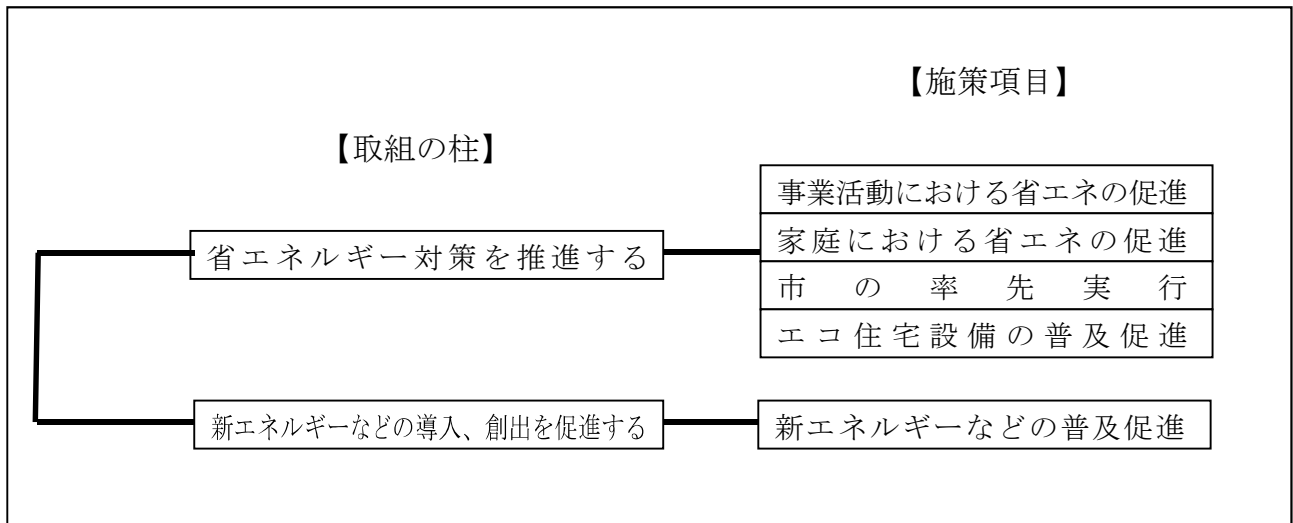 【施策項目】
【取組の柱】
事業活動における省エネの促進
省エネルギー対策を推進する
家庭における省エネの促進
市の率先実行
エコ住宅設備の普及促進
新エネルギーなどの導入、創出を促進する
新エネルギーなどの普及促進